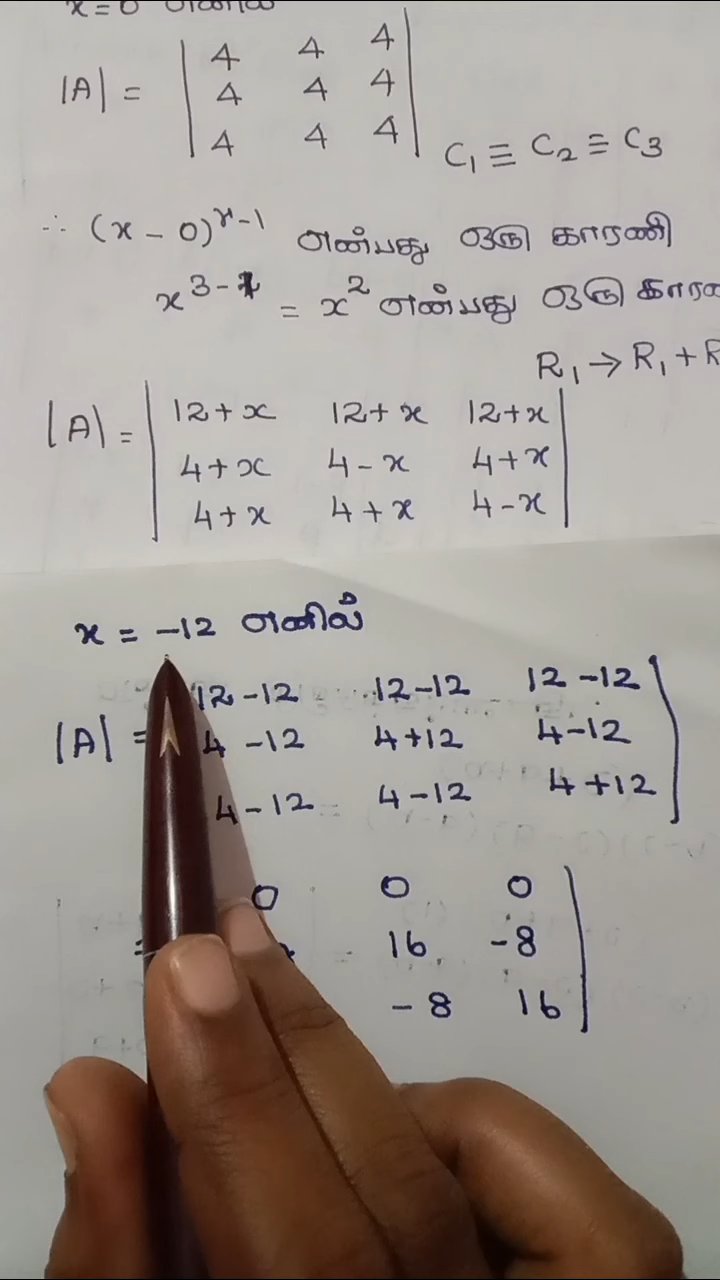 x = 0 எனில்
|A| = | 4 4 4 |
| 4 4 4 |
| 4 4 4 |
C₁ ≡ C₂ ≡ C₃
∴ (x - 0)^(r-1) என்பது ஒரு காரணி
x^(3-1) = x² என்பது ஒரு
R₁ → R₁ + R
|A| = | 12+x 12+x 12+x |
| 4+x 4-x 4+x |
| 4+x 4+x 4-x |
x = -12 எனில்
|A| = 12-12 12-12 12-12 |
4-12 4+12 4-12 |
4-12 4-12 4+12 |
0 0 0 |
= 16 -8 |
-8 16 |